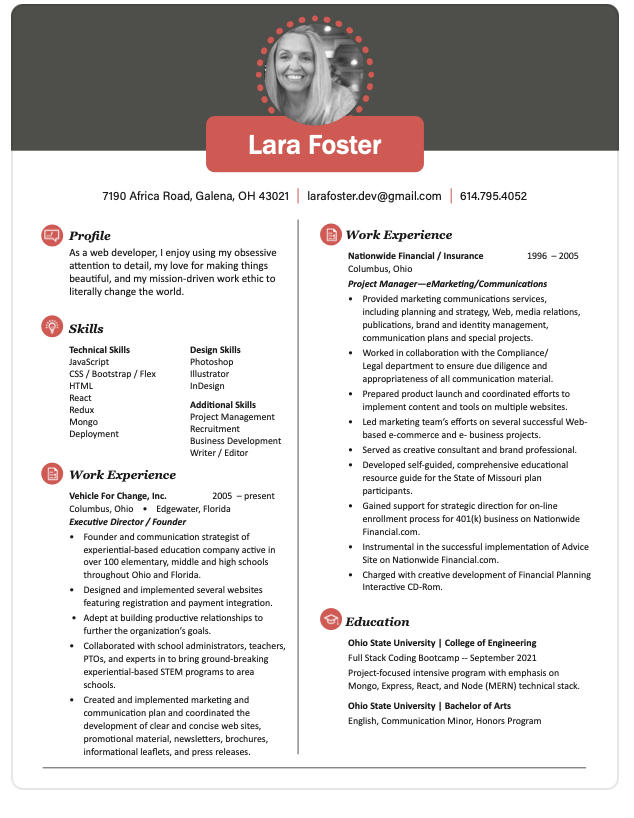 Lara Foster
7190 Africa Road, Galena, OH 43021 | larafoster.dev@gmail.com | 614.795.4052
Profile
As a web developer, I enjoy using my obsessive
attention to detail, my love for making things
beautiful, and my mission-driven work ethic to
literally change the world.
Skills
Technical Skills
JavaScript
CSS / Bootstrap / Flex
HTML
React
Redux
Mongo
Deployment
Design Skills
Photoshop
Illustrator
InDesign
Additional Skills
Project Management
Recruitment
Business Development
Writer / Editor
Work Experience
Vehicle For Change, Inc. 2005 – present
Columbus, Ohio • Edgewater, Florida
Executive Director / Founder
• Founder and communication strategist of
experiential-based education company active in
over 100 elementary, middle and high schools
throughout Ohio and Florida.
• Designed and implemented several websites
featuring registration and payment integration.
• Adept at building productive relationships to
further the organization's goals.
• Collaborated with school administrators, teachers,
PTOs, and experts in to bring ground-breaking
experiential-based STEM programs to area
schools.
• Created and implemented marketing and
communication plan and coordinated the
development of clear and concise web sites,
promotional material, newsletters, brochures,
informational leaflets, and press releases.
Work Experience
Nationwide Financial / Insurance 1996 – 2005
Columbus, Ohio
Project Manager—eMarketing/Communications
• Provided marketing communications services,
including planning and strategy, Web, media relations,
publications, brand and identity management,
communication plans and special projects.
• Worked in collaboration with the Compliance/
Legal department to ensure due diligence and
appropriateness of all communication material.
• Prepared product launch and coordinated efforts to
implement content and tools on multiple websites.
• Led marketing team's efforts on several successful Web-
based e-commerce and e- business projects.
• Served as creative consultant and brand professional.
• Developed self-guided, comprehensive educational
resource guide for the State of Missouri plan
participants.
• Gained support for strategic direction for on-line
enrollment process for 401(k) business on Nationwide
Financial.com.
• Instrumental in the successful implementation of Advice
Site on Nationwide Financial.com.
• Charged with creative development of Financial Planning
Interactive CD-Rom.
Education
Ohio State University | College of Engineering
Full Stack Coding Bootcamp -- September 2021
Project-focused intensive program with emphasis on
Mongo, Express, React, and Node (MERN) technical stack.
Ohio State University | Bachelor of Arts
English, Communication Minor, Honors Program